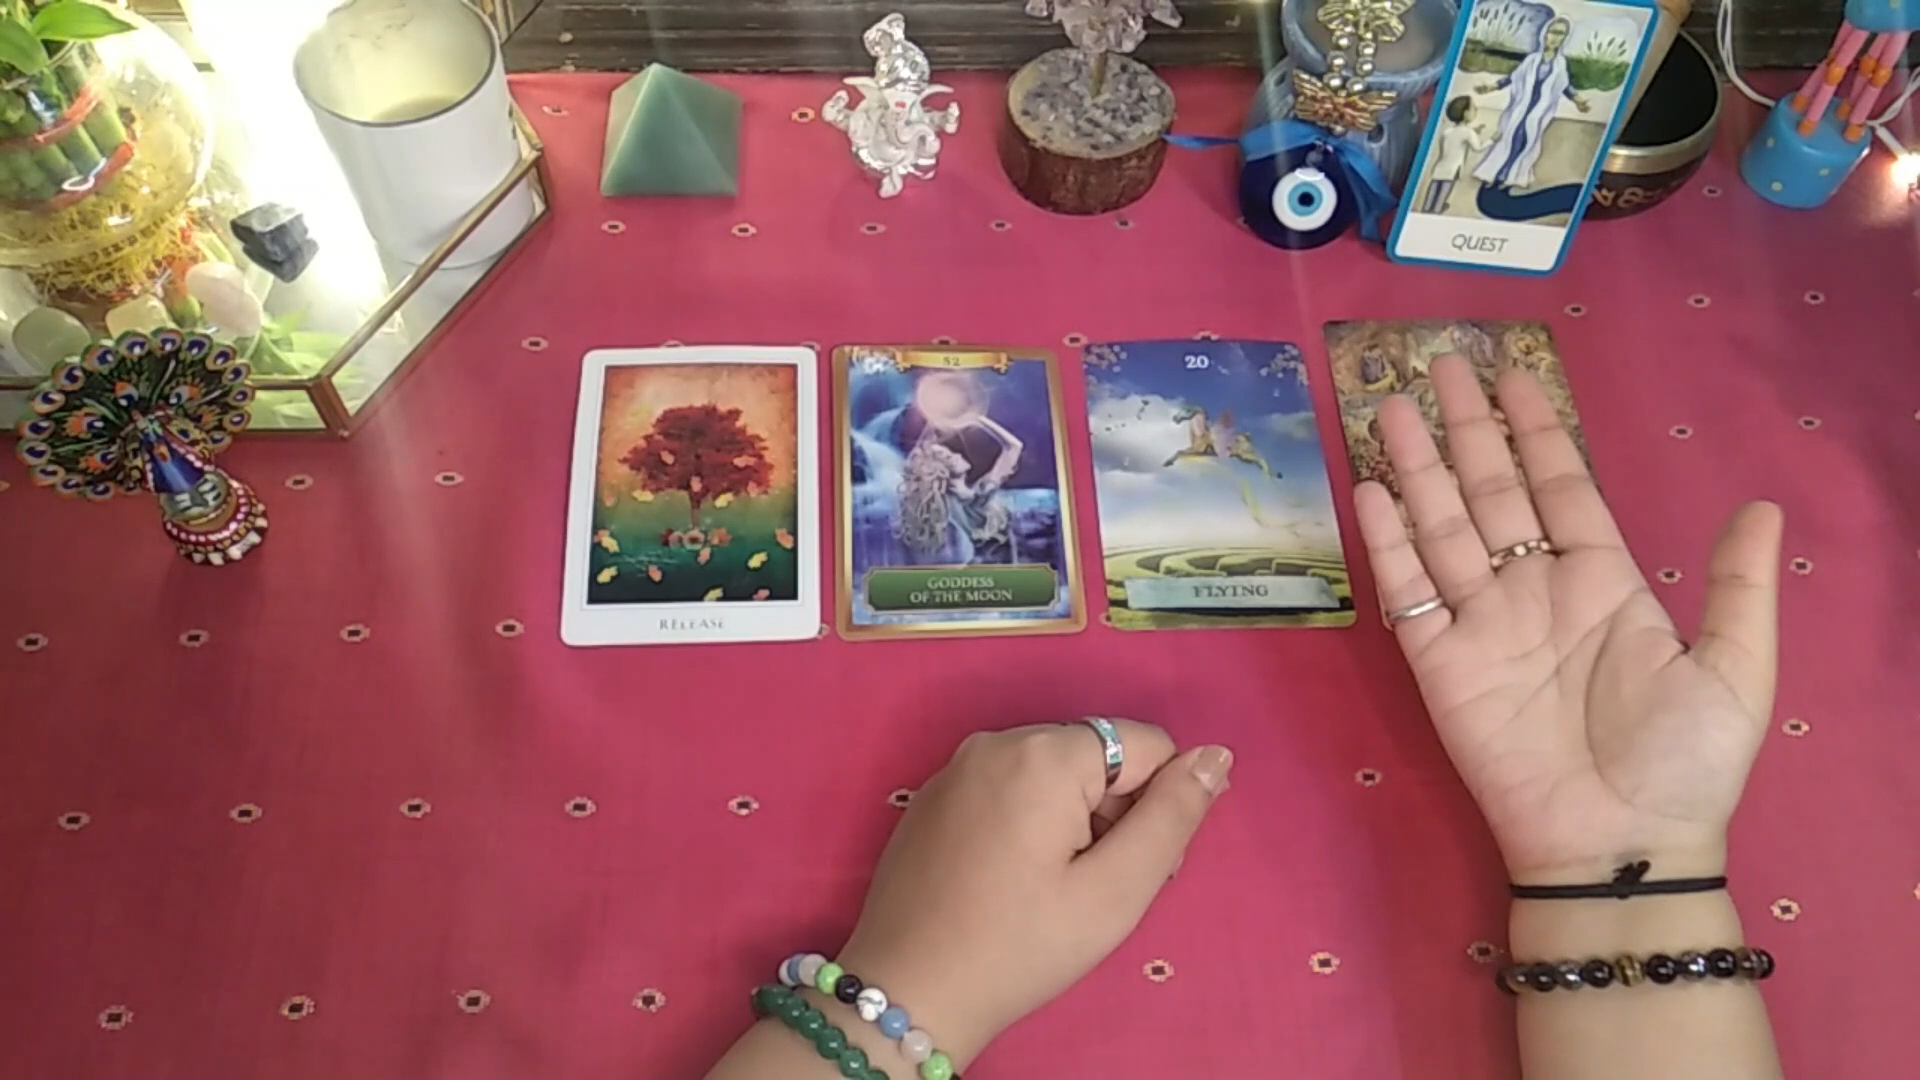 QUEST
RELEASE
52
GODDESS
OF THE MOON
20
FLYING